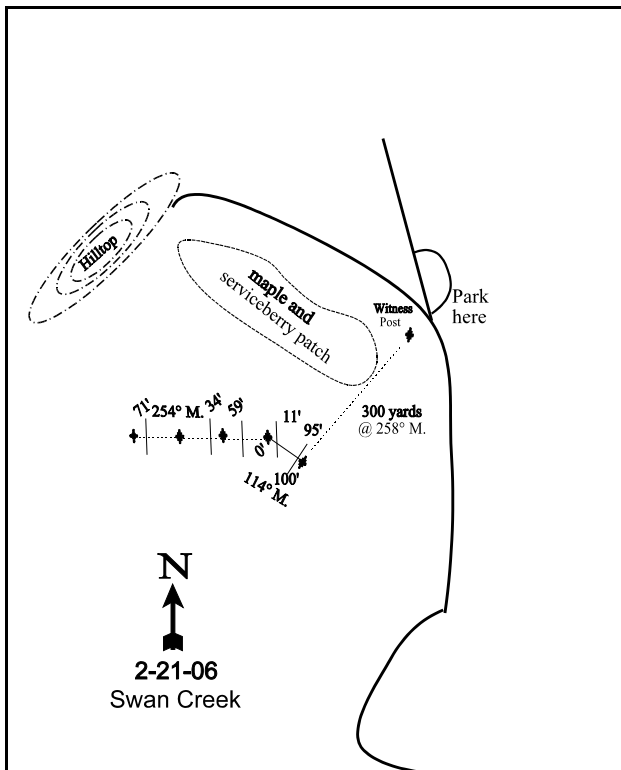 Hilltop
maple and
serviceberry patch
Park
here
Witness
Post
300 yards
@ 258° M.
71'
254° M.
34'
59'
0'
11'
95'
100'
114° M.
N
2-21-06
Swan Creek